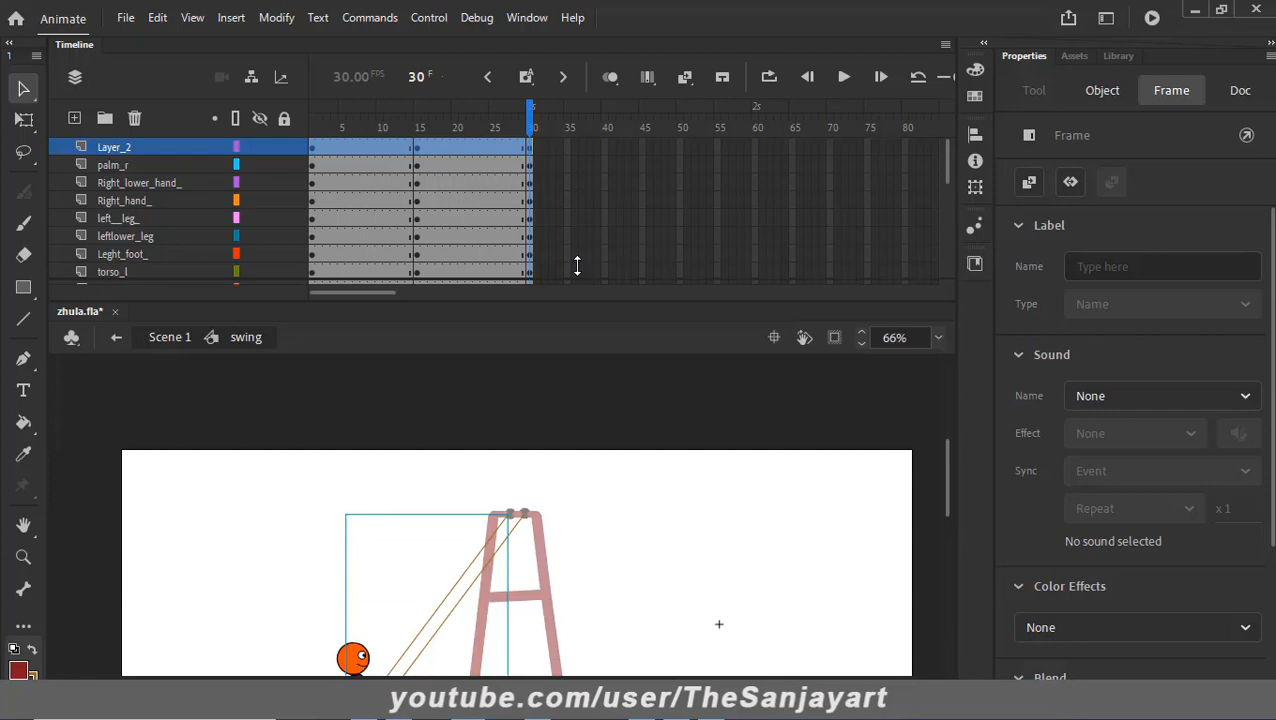 Animate File Edit View Insert Modify Text Commands Control Debug Window Help
1 Timeline Properties Assets Library
30.00 FPS 30 F
Tool Object Frame Doc
s 2s
5 10 15 20 25 30 35 40 45 50 55 60 65 70 75 80
Frame
Layer_2
palm_r
Right_lower_hand_
Right_hand_
left__leg_
leftlower_leg
Leght_foot_
torso_l
Label
Name Type here
Type Name
zhula.fla*
Scene 1 swing 66%
Sound
Name None
Effect None
Sync Event
Repeat x 1
No sound selected
Color Effects
None
Blend
youtube.com/user/TheSanjayart